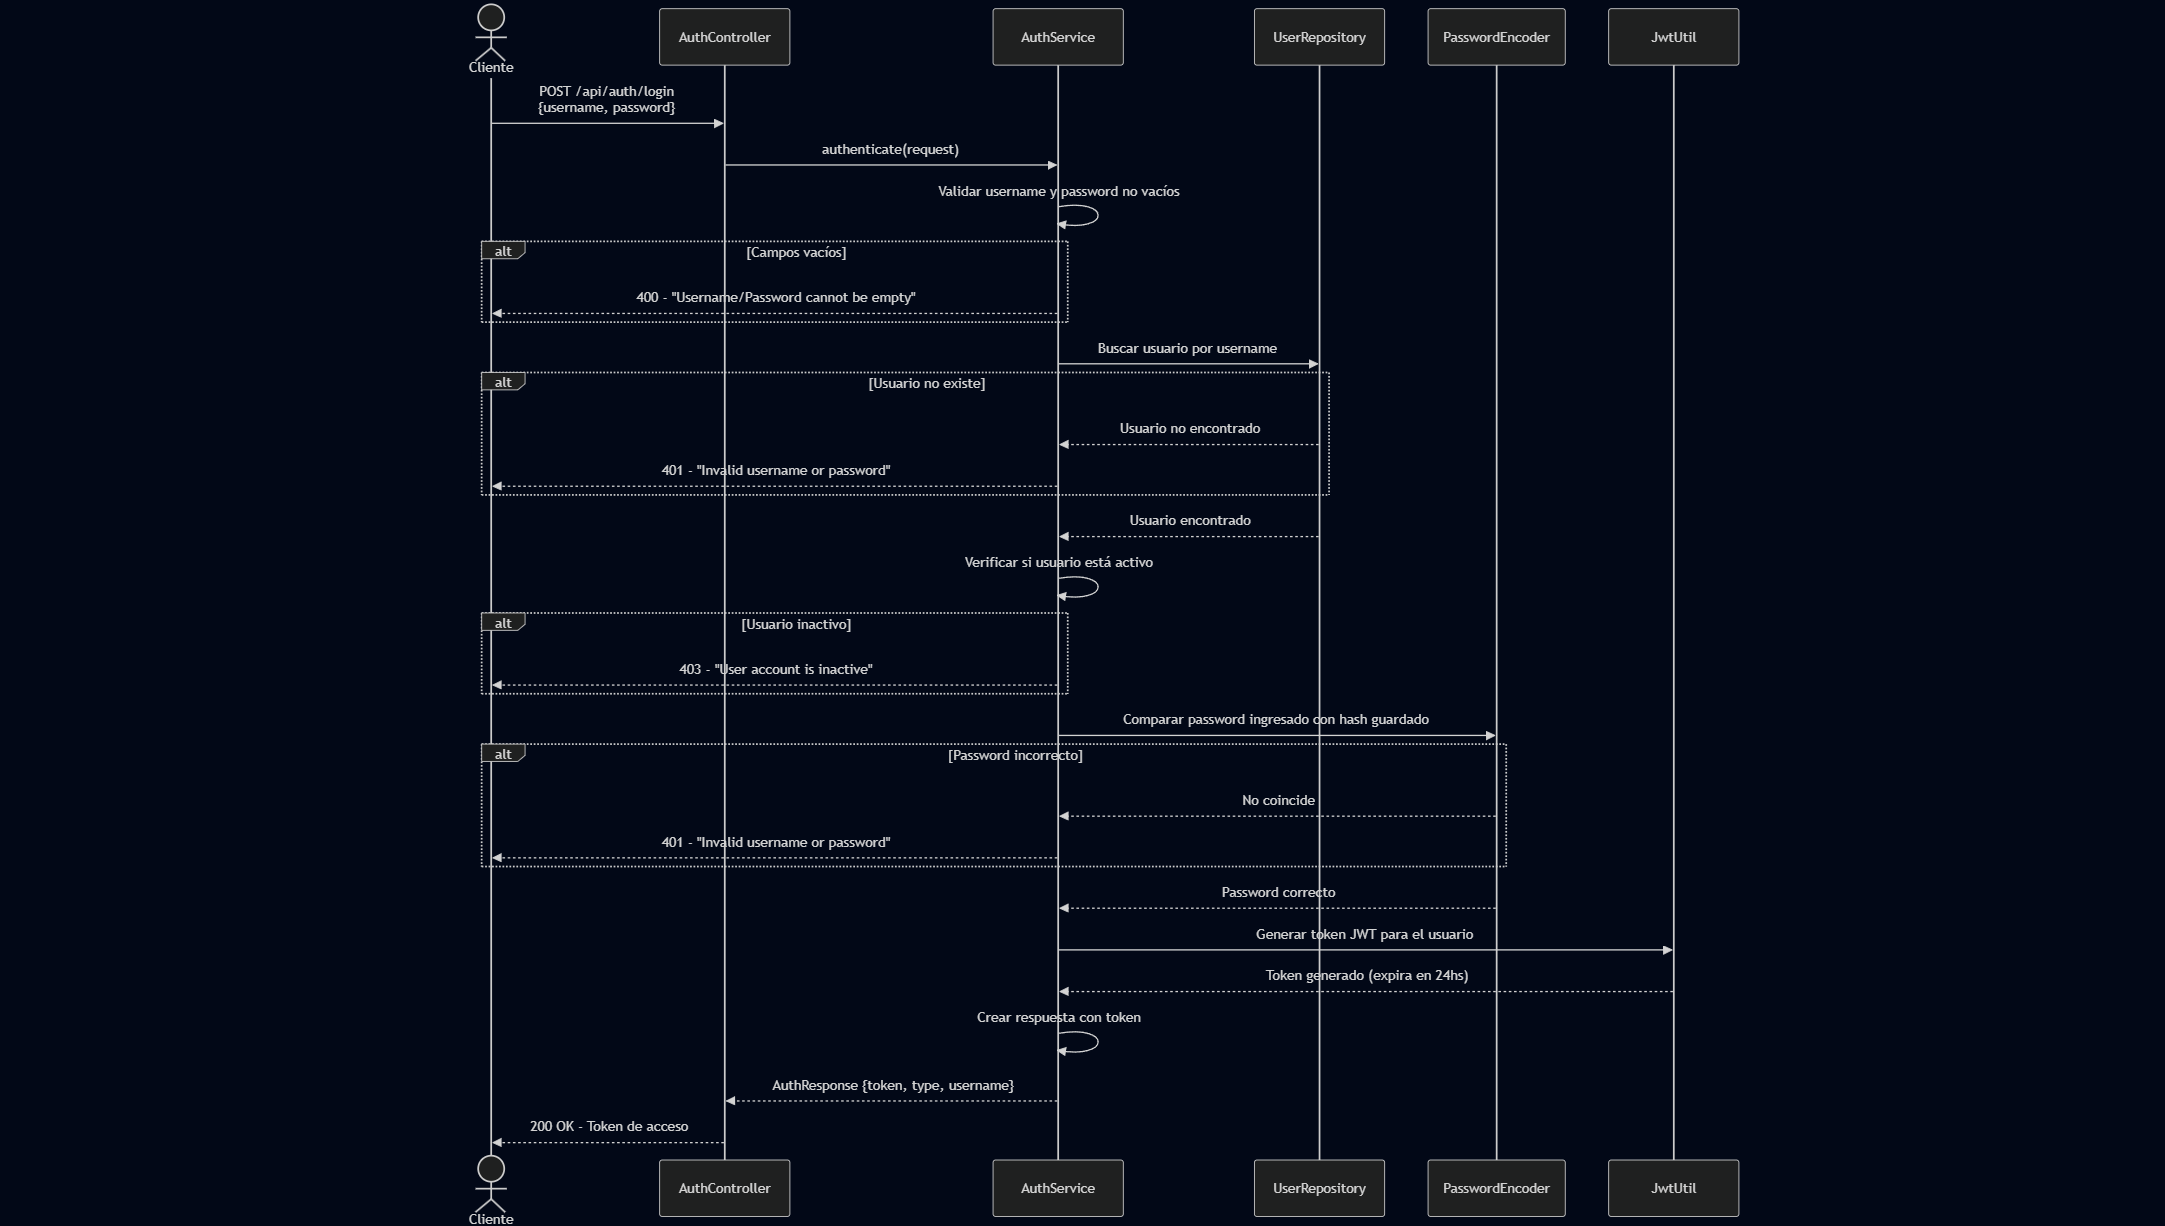 Cliente
AuthController
AuthService
UserRepository
PasswordEncoder
JwtUtil
POST /api/auth/login
{username, password}
authenticate(request)
Validar username y password no vacíos
alt
[Campos vacíos]
400 - "Username/Password cannot be empty"
Buscar usuario por username
alt
[Usuario no existe]
Usuario no encontrado
401 - "Invalid username or password"
Usuario encontrado
Verificar si usuario está activo
alt
[Usuario inactivo]
403 - "User account is inactive"
Comparar password ingresado con hash guardado
alt
[Password incorrecto]
No coincide
401 - "Invalid username or password"
Password correcto
Generar token JWT para el usuario
Token generado (expira en 24hs)
Crear respuesta con token
AuthResponse {token, type, username}
200 OK - Token de acceso
Cliente
AuthController
AuthService
UserRepository
PasswordEncoder
JwtUtil